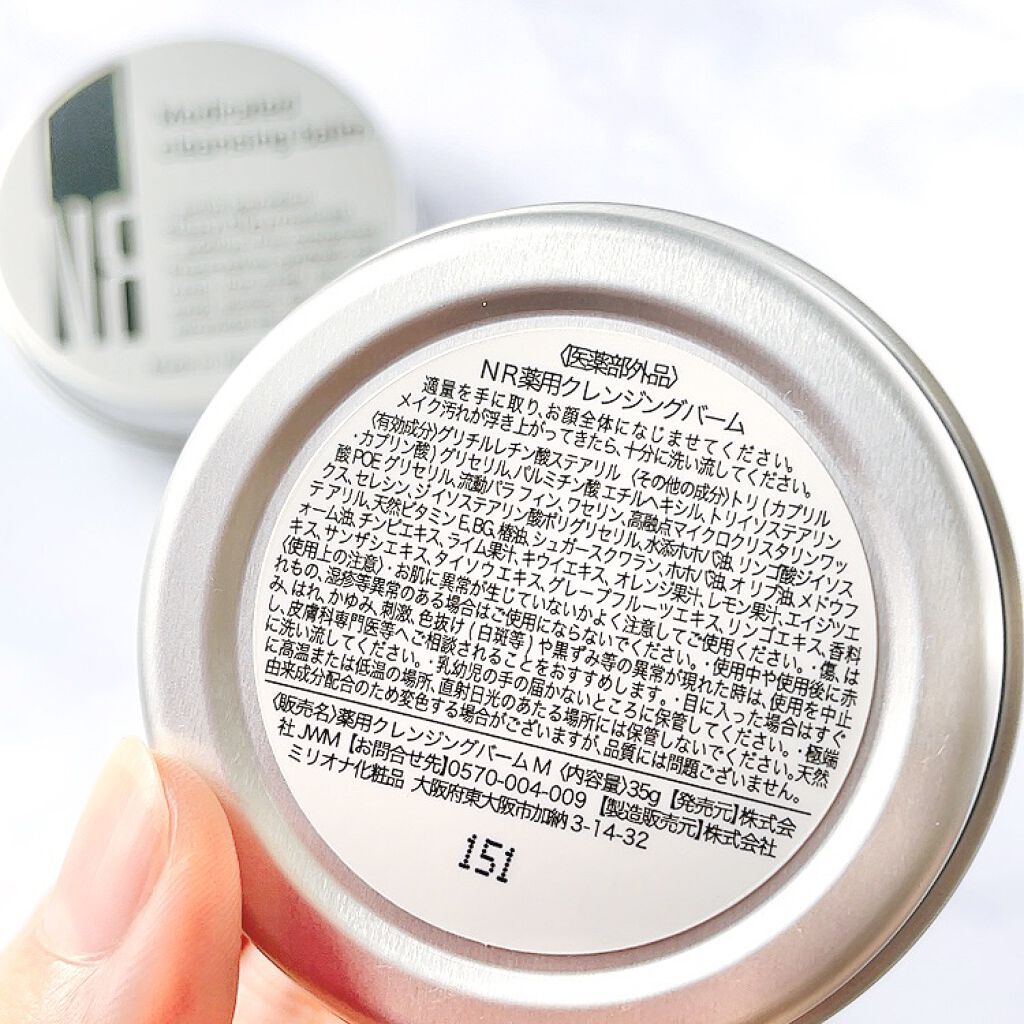 NR
〈医薬部外品〉
NR薬用クレンジングバーム
適量を手に取り、お顔全体になじませてください。
メイク汚れが浮き上がってきたら、十分に洗い流してください。
〈有効成分〉グリチルレチン酸ステアリル 〈その他の成分〉トリ(カプリル
・カプリン酸)グリセリル、パルミチン酸エチルヘキシル、トリイソステアリン
酸POEグリセリル、流動パラフィン、ワセリン、高融点マイクロクリスタリンワッ
クス、セレシン、ジイソステアリン酸ポリグリセリル、水添ホホバ油、リンゴ酸ジイソス
テアリル、天然ビタミンE、BG、椿油、シュガースクワラン、ホホバ油、オリブ油、メドウフ
ォーム油、チンピエキス、ライム果汁、キウイエキス、オレンジ果汁、レモン果汁、エイジツエ
キス、サンザシエキス、タイソウエキス、グレープフルーツエキス、リンゴエキス、香料
〈使用上の注意〉・お肌に異常が生じていないかよく注意してご使用ください。・傷、は
れもの、湿疹等異常のある場合はご使用にならないでください。・使用中や使用後に赤
み、はれ、かゆみ、刺激、色抜け(白斑等)や黒ずみ等の異常が現れた時は、使用を中止
し、皮膚科専門医等へご相談されることをおすすめします。・目に入った場合はすぐ
に洗い流してください。・乳幼児の手の届かないところに保管してください。・極端
に高温または低温の場所、直射日光のあたる場所には保管しないでください。天然
由来成分配合のため変色する場合がございますが、品質には問題ございません。
〈販売名〉薬用クレンジングバームM 〈内容量〉35g 【発売元】株式会
社JWM 【お問合せ先】0570-004-009 【製造販売元】株式会社
ミリオナ化粧品 大阪府東大阪市加納3-14-32
151